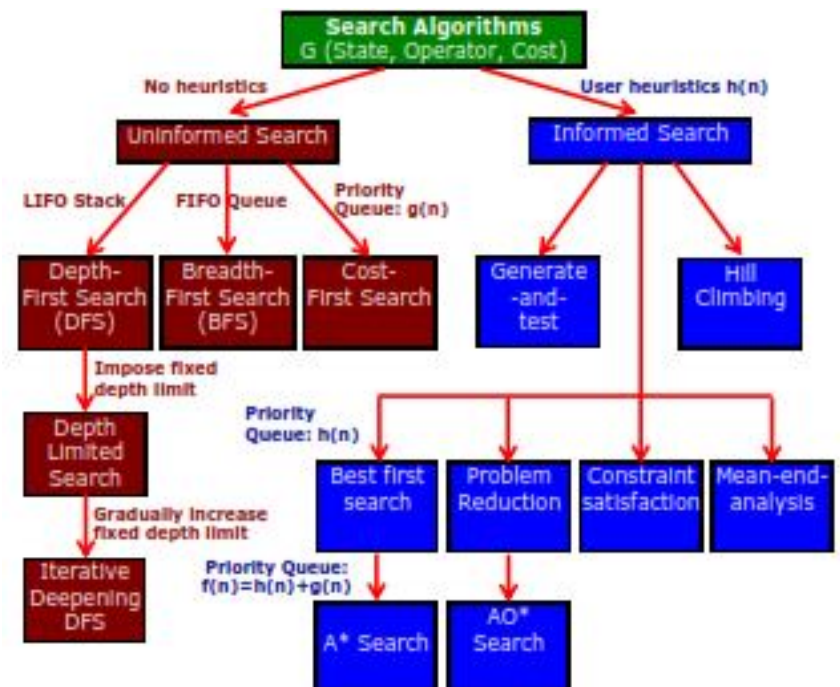 Search Algorithms
G (State, Operator, Cost)
No heuristics
User heuristics h(n)
Uninformed Search
Informed Search
LIFO Stack
FIFO Queue
Priority
Queue: g(n)
Depth-
First Search
(DFS)
Breadth-
First Search
(BFS)
Cost-
First Search
Generate
-and-
test
Hill
Climbing
Impose fixed
depth limit
Priority
Queue: h(n)
Depth
Limited
Search
Best first
search
Problem
Reduction
Constraint
satisfaction
Mean-end-
analysis
Gradually increase
fixed depth limit
Priority Queue:
f(n)=h(n)+g(n)
Iterative
Deepening
DFS
A* Search
AO*
Search